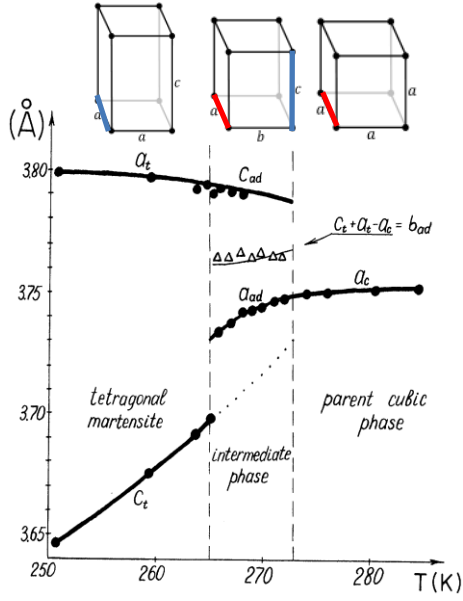 c
a
a
c
a
b
a
a
a
(Å)
3.80
a_t
C_ad
C_t + a_t - a_c = b_ad
3.75
a_ad
a_c
tetragonal
martensite
parent cubic
phase
3.70
intermediate
phase
C_t
3.65
250
260
270
280
T(K)